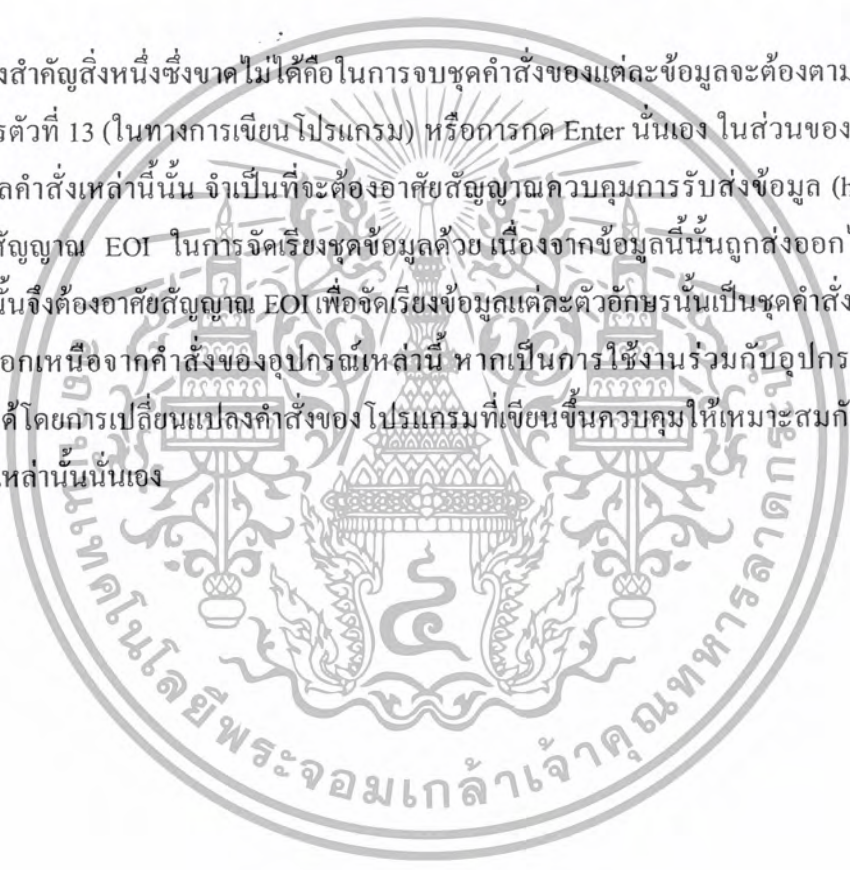 งสำคัญสิ่งหนึ่งซึ่งขาดไม่ได้คือในการจบชุดคำสั่งของแต่ละข้อมูลจะต้องตาม
รตัวที่ 13 (ในทางการเขียนโปรแกรม) หรือการกด Enter นั่นเอง ในส่วนของ
ลคำสั่งเหล่านี้นั้น จำเป็นที่จะต้องอาศัยสัญญาณควบคุมการรับส่งข้อมูล (H
สัญญาณ EOI ในการจัดเรียงชุดข้อมูลด้วย เนื่องจากข้อมูลนี้นั้นถูกส่งออก
นั้นจึงต้องอาศัยสัญญาณ EOI เพื่อจัดเรียงข้อมูลแต่ละตัวอักษรนั้นเป็นชุดคำสั่ง
อกเหนือจากคำสั่งของอุปกรณ์เหล่านี้ หากเป็นการใช้งานร่วมกับอุปกร
ด้โดยการเปลี่ยนแปลงคำสั่งของโปรแกรมที่เขียนขึ้นควบคุมให้เหมาะสมกั
เหล่านั้นนั่นเอง
เทคโนโลยีพระจอมเกล้าเจ้าคุณทหารลาดกระ